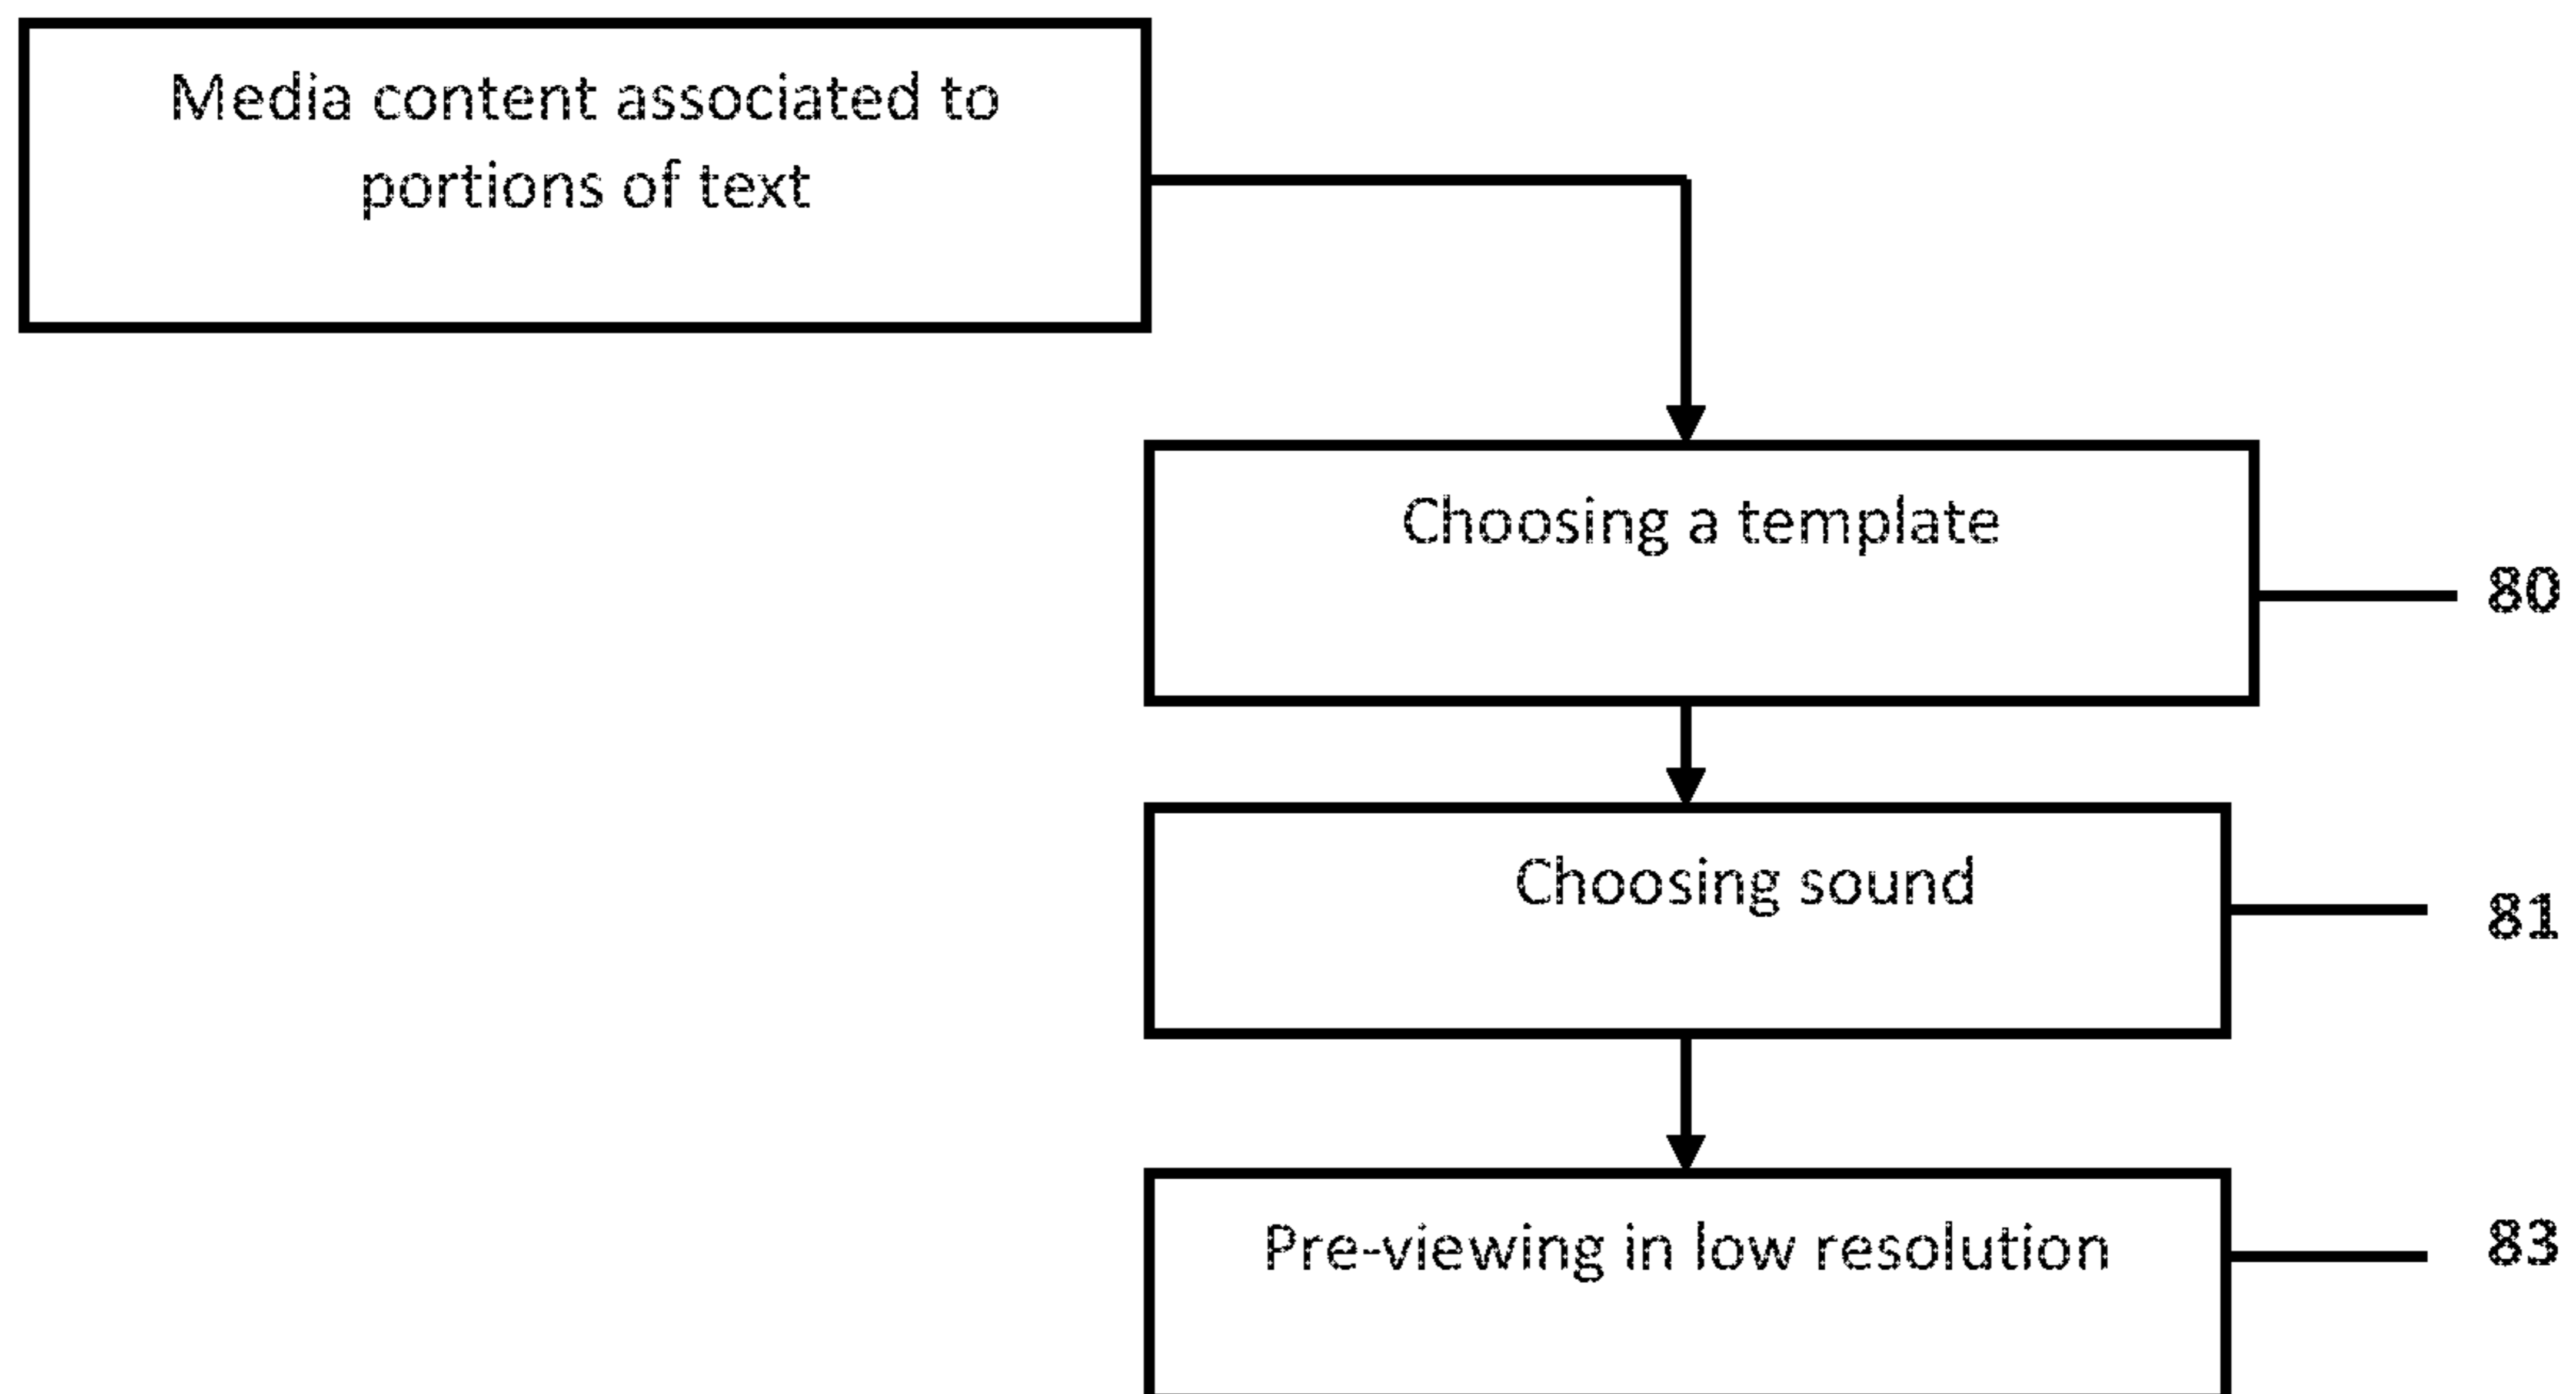 Media content associated to
portions of text
Choosing a template
80
Choosing sound
81
Pre-viewing in low resolution
83